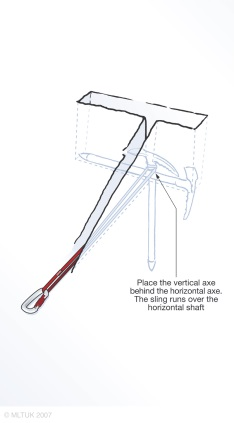 Place the vertical axe
behind the horizontal axe.
The sling runs over the
horizontal shaft
© MLTUK 2007